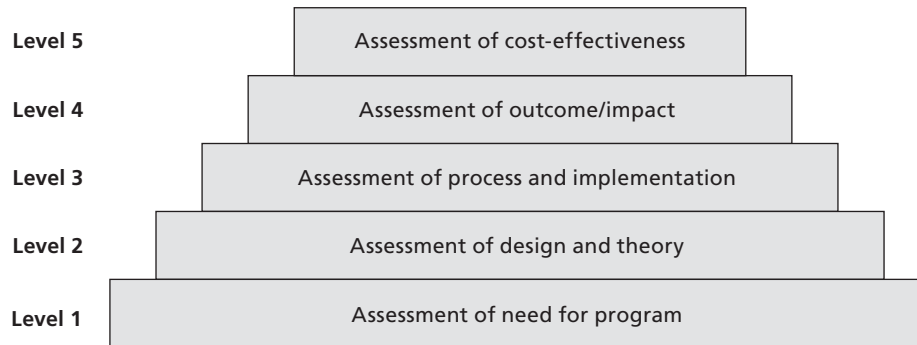 Level 5 Assessment of cost-effectiveness
Level 4 Assessment of outcome/impact
Level 3 Assessment of process and implementation
Level 2 Assessment of design and theory
Level 1 Assessment of need for program